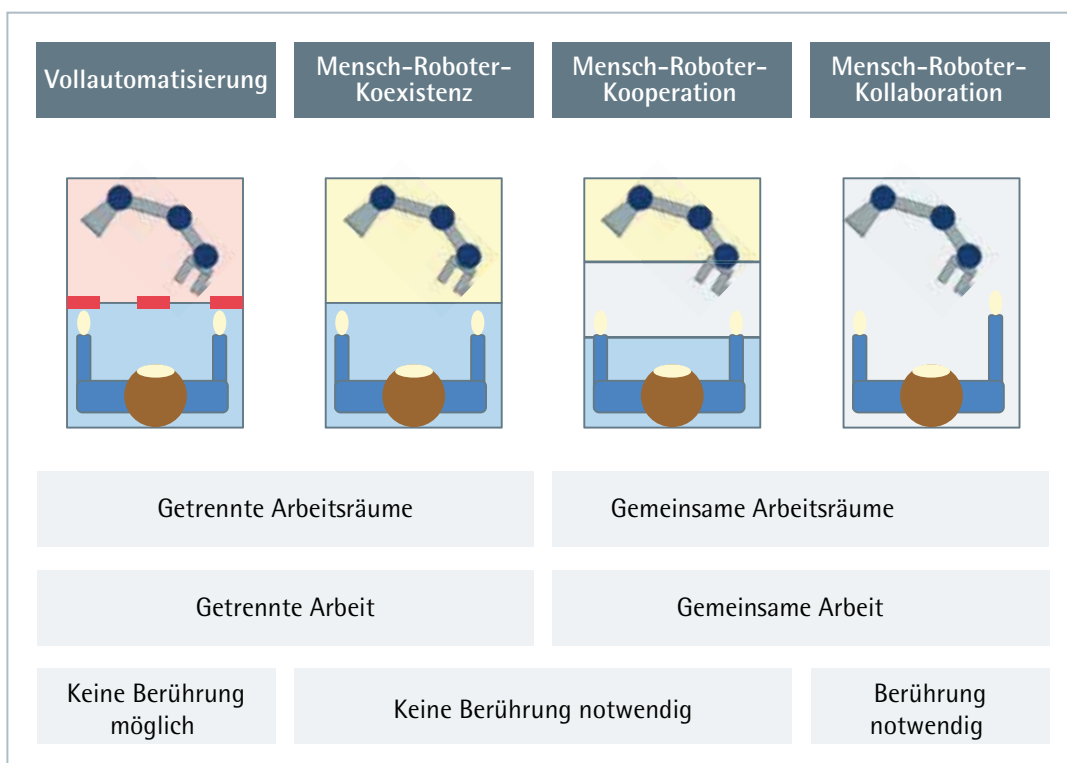 Vollautomatisierung
Mensch-Roboter-
Koexistenz
Mensch-Roboter-
Kooperation
Mensch-Roboter-
Kollaboration
Getrennte Arbeitsräume
Gemeinsame Arbeitsräume
Getrennte Arbeit
Gemeinsame Arbeit
Keine Berührung
möglich
Keine Berührung notwendig
Berührung
notwendig